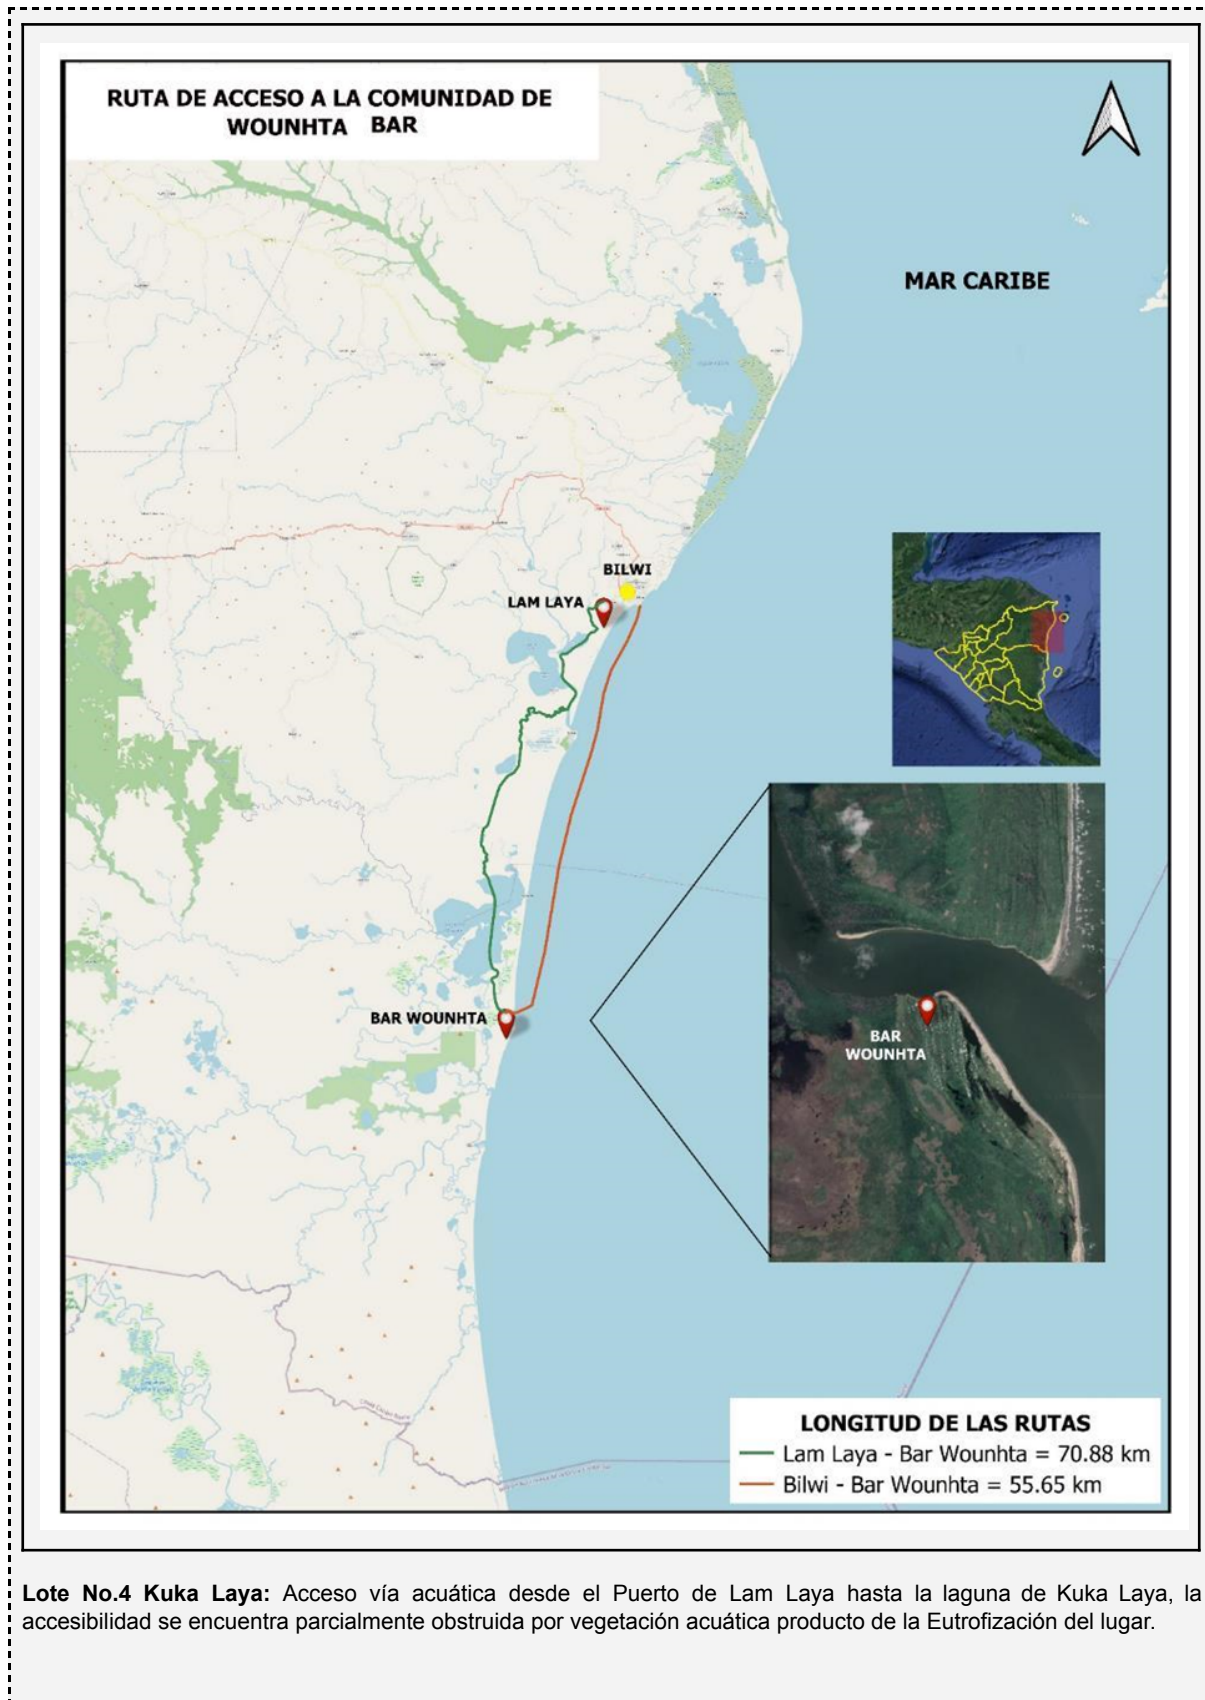 RUTA DE ACCESO A LA COMUNIDAD DE
WOUNHTA BAR
MAR CARIBE
BILWI
LAM LAYA
BAR WOUNHTA
BAR
WOUNHTA
LONGITUD DE LAS RUTAS
Lam Laya - Bar Wounhta = 70.88 km
Bilwi - Bar Wounhta = 55.65 km
Lote No.4 Kuka Laya: Acceso vía acuática desde el Puerto de Lam Laya hasta la laguna de Kuka Laya, la
accesibilidad se encuentra parcialmente obstruida por vegetación acuática producto de la Eutrofización del lugar.